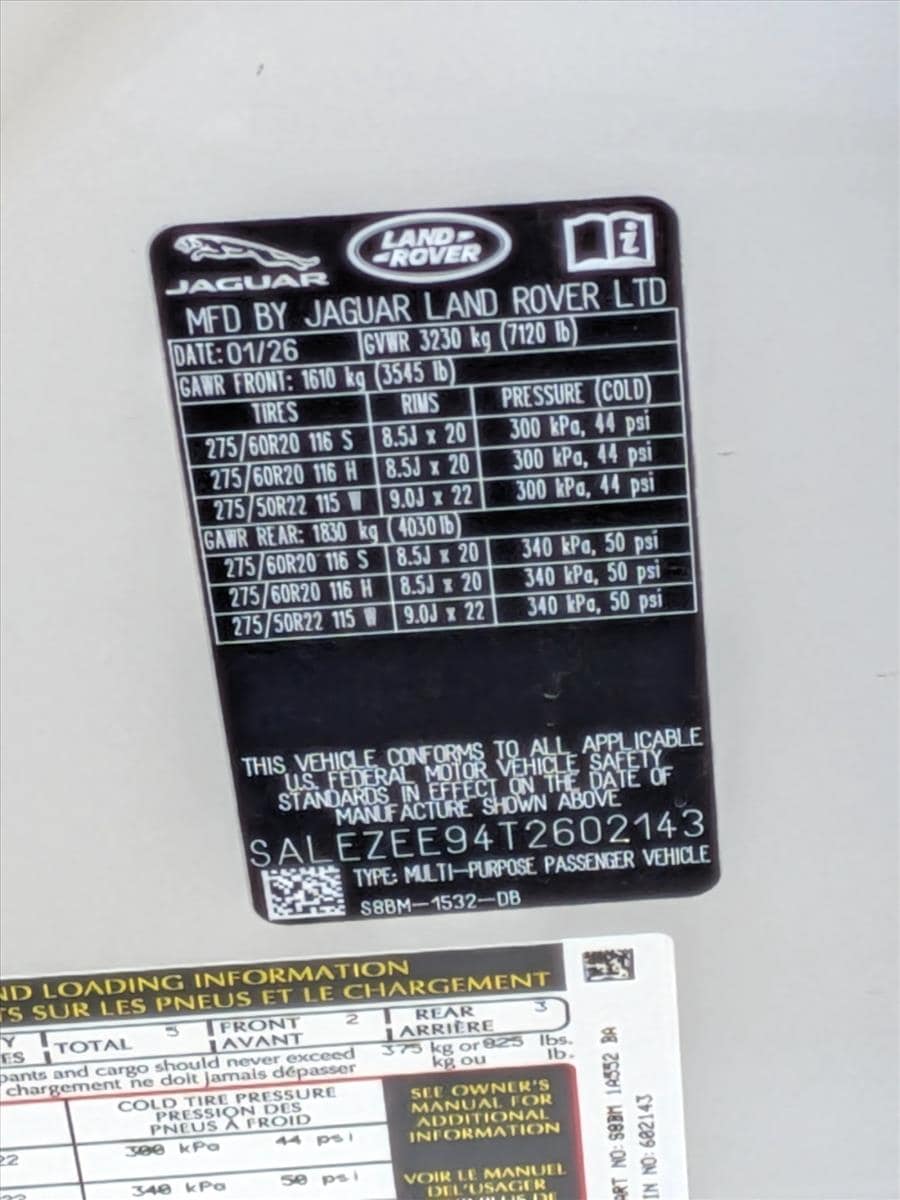 JAGUAR
LAND-
-ROVER
MFD BY JAGUAR LAND ROVER LTD
DATE: 01/26 GVWR 3230 kg (7120 lb)
GAWR FRONT: 1610 kg (3545 lb)
TIRES RIMS PRESSURE (COLD)
275/60R20 116 S 8.5J x 20 300 kPa, 44 psi
275/60R20 116 H 8.5J x 20 300 kPa, 44 psi
275/50R22 115 W 9.0J x 22 300 kPa, 44 psi
GAWR REAR: 1830 kg (4030 lb)
275/60R20 116 S 8.5J x 20 340 kPa, 50 psi
275/60R20 116 H 8.5J x 20 340 kPa, 50 psi
275/50R22 115 W 9.0J x 22 340 kPa, 50 psi
THIS VEHICLE CONFORMS TO ALL APPLICABLE
U.S. FEDERAL MOTOR VEHICLE SAFETY
STANDARDS IN EFFECT ON THE DATE OF
MANUFACTURE SHOWN ABOVE
SALEZEE94T2602143
TYPE: MULTI-PURPOSE PASSENGER VEHICLE
S8BM-1532-DB
ND LOADING INFORMATION
TS SUR LES PNEUS ET LE CHARGEMENT
Y TOTAL 5 FRONT 2 REAR 3
ES AVANT ARRIÈRE
pants and cargo should never exceed 375 kg or 825 lbs.
chargement ne doit jamais dépasser kg ou lb.
COLD TIRE PRESSURE
PRESSION DES
PNEUS À FROID
300 kPa 44 psi
340 kPa 50 psi
SEE OWNER'S
MANUAL FOR
ADDITIONAL
INFORMATION
VOIR LE MANUEL
DE L'USAGER
PART NO: S8BM 1A552 BA
IN NO: 602143